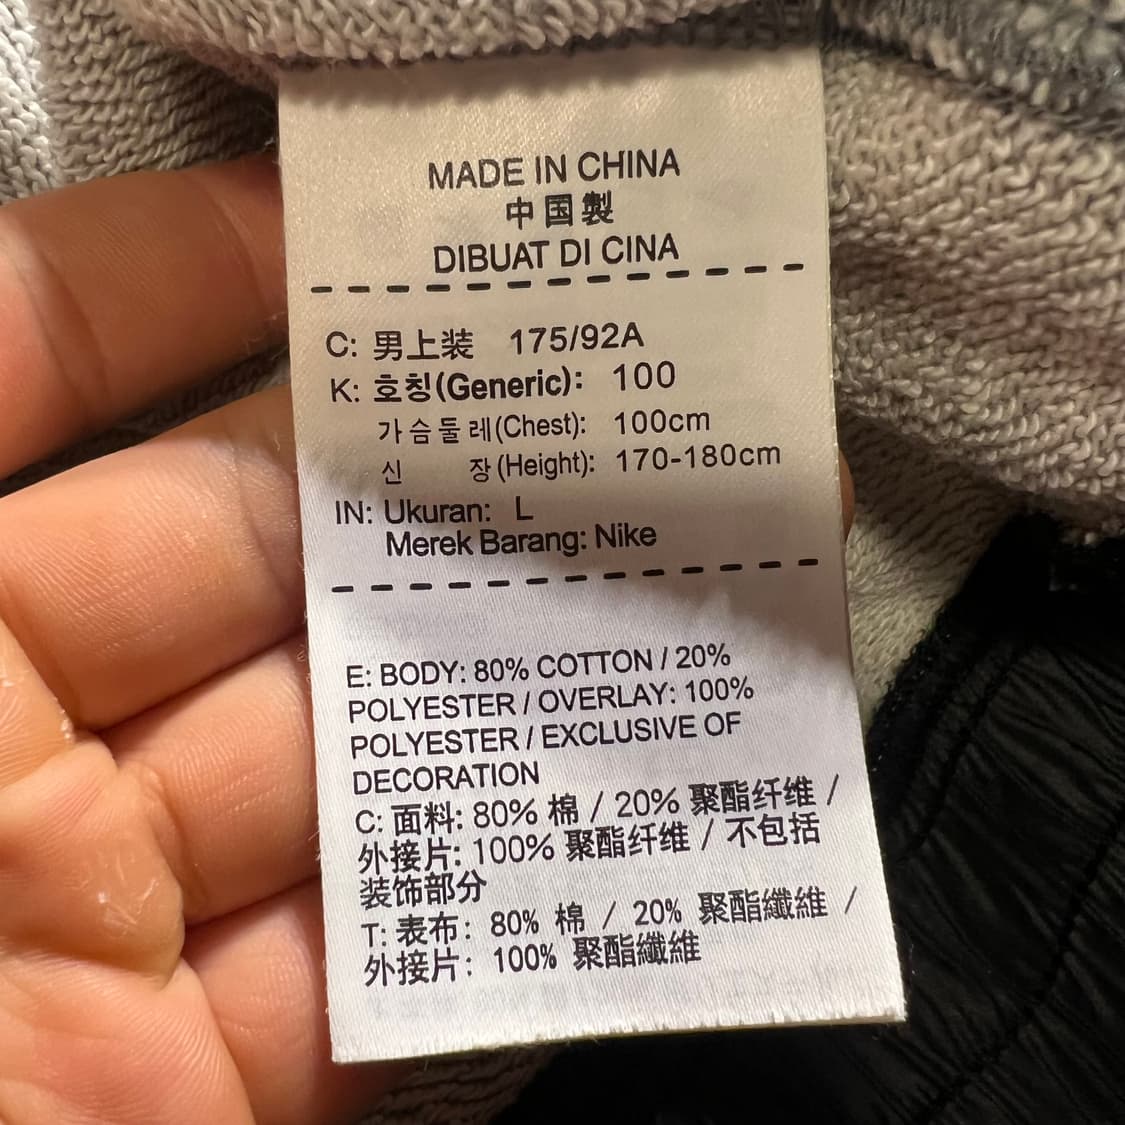 MADE IN CHINA
中国製
DIBUAT DI CINA
C: 男上装 175/92A
K: 호칭(Generic): 100
가슴둘레(Chest): 100cm
신 장(Height): 170-180cm
IN: Ukuran: L
Merek Barang: Nike
E: BODY: 80% COTTON / 20%
POLYESTER / OVERLAY: 100%
POLYESTER / EXCLUSIVE OF
DECORATION
C: 面料: 80% 棉 / 20% 聚酯纤维 /
外接片: 100% 聚酯纤维 / 不包括
装饰部分
T: 表布: 80% 棉 / 20% 聚酯纖維 /
外接片: 100% 聚酯纖維